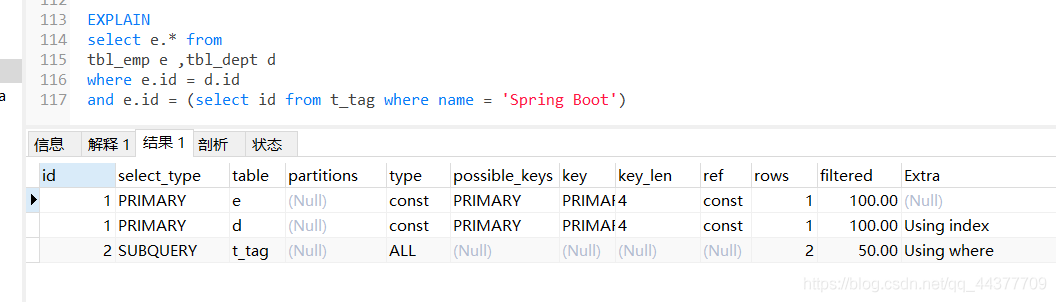 112
113 EXPLAIN
114 select e.* from
115 tbl_emp e ,tbl_dept d
116 where e.id = d.id
a
117 and e.id = (select id from t_tag where name = 'Spring Boot')
信息 解释 1 结果 1 剖析 状态
id select_type table partitions type possible_keys key key_len ref rows filtered Extra
1 PRIMARY e (Null) const PRIMARY PRIMAR 4 const 1 100.00 (Null)
1 PRIMARY d (Null) const PRIMARY PRIMAR 4 const 1 100.00 Using index
2 SUBQUERY t_tag (Null) ALL (Null) (Null) (Null) (Null) 2 50.00 Using where
https://blog.csdn.net/qq_44377709